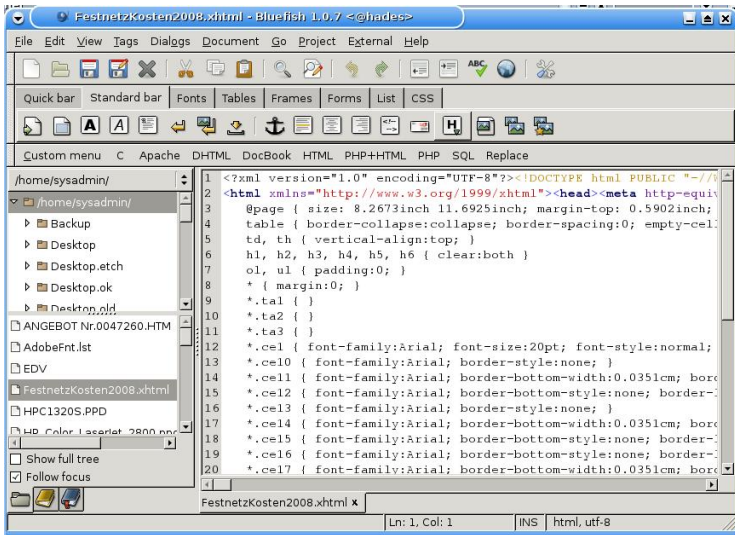 FestnetzKosten2008.xhtml - Bluefish 1.0.7 <@hades>
File Edit View Tags Dialogs Document Go Project External Help
ABC
Quick bar Standard bar Fonts Tables Frames Forms List CSS
A A H
Custom menu C Apache DHTML DocBook HTML PHP+HTML PHP SQL Replace
/home/sysadmin/
/home/sysadmin/
Backup
Desktop
Desktop.etch
Desktop.ok
Desktop.old
ANGEBOT Nr.0047260.HTM
AdobeFnt.lst
EDV
FestnetzKosten2008.xhtml
HPC1320S.PPD
HP Color Laserjet 2800
Show full tree
Follow focus
1 <?xml version="1.0" encoding="UTF-8"?><!DOCTYPE html PUBLIC "-//
2 <html xmlns="http://www.w3.org/1999/xhtml"><head><meta http-equiv
3 @page { size: 8.2673inch 11.6925inch; margin-top: 0.5902inch;
4 table { border-collapse:collapse; border-spacing:0; empty-cel
5 td, th { vertical-align:top; }
6 h1, h2, h3, h4, h5, h6 { clear:both }
7 ol, ul { padding:0; }
8 * { margin:0; }
9 *.ta1 { }
10 *.ta2 { }
11 *.ta3 { }
12 *.ce1 { font-family:Arial; font-size:20pt; font-style:normal;
13 *.ce10 { font-family:Arial; border-style:none; }
14 *.ce11 { font-family:Arial; border-bottom-width:0.0351cm; bord
15 *.ce12 { font-family:Arial; border-bottom-style:none; border-
16 *.ce13 { font-family:Arial; border-style:none; }
17 *.ce14 { font-family:Arial; border-bottom-width:0.0351cm; bord
18 *.ce15 { font-family:Arial; border-bottom-style:none; border-
19 *.ce16 { font-family:Arial; border-bottom-style:none; border-
20 *.ce17 { font-family:Arial; border-bottom-width:0.0351cm; bord
FestnetzKosten2008.xhtml x
Ln: 1, Col: 1 INS html, utf-8